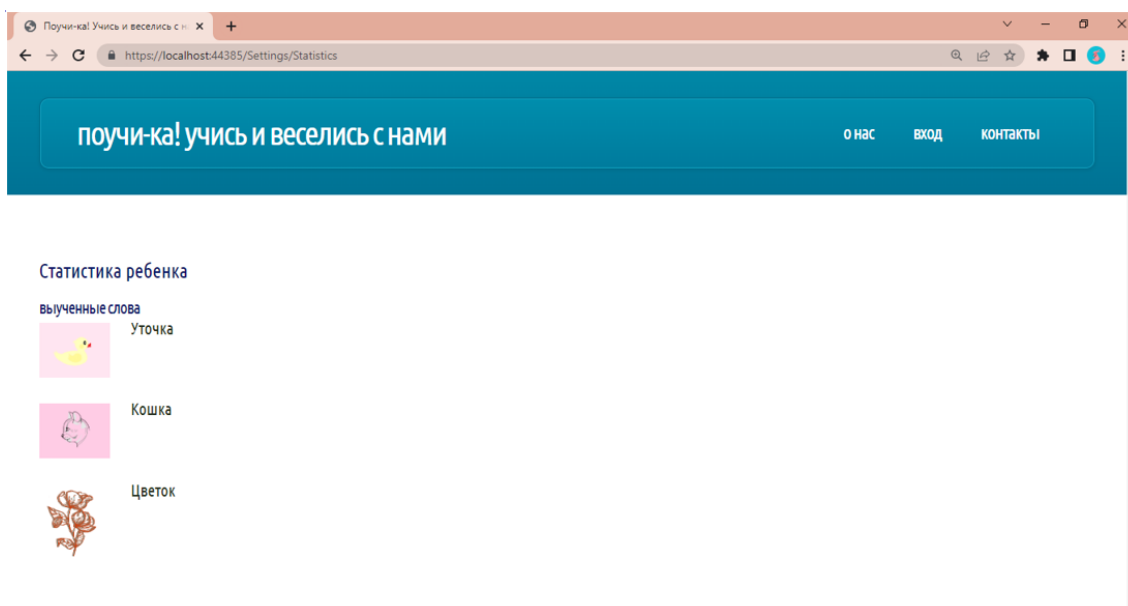 Поучи-ка! Учись и веселись с н
https://localhost:44385/Settings/Statistics
поучи-ка! учись и веселись с нами
о нас вход контакты
Статистика ребенка
выученные слова
Уточка
Кошка
Цветок